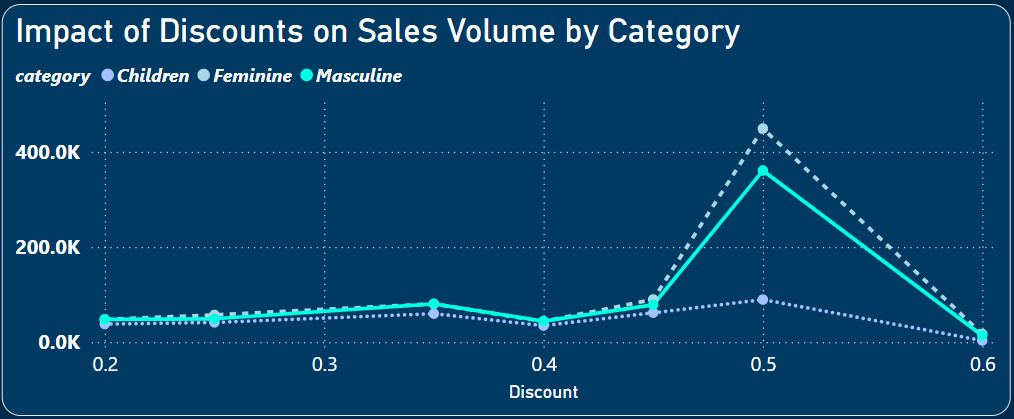 Impact of Discounts on Sales Volume by Category
category Children Feminine Masculine
400.0K
200.0K
0.0K
0.2 0.3 0.4 0.5 0.6
Discount